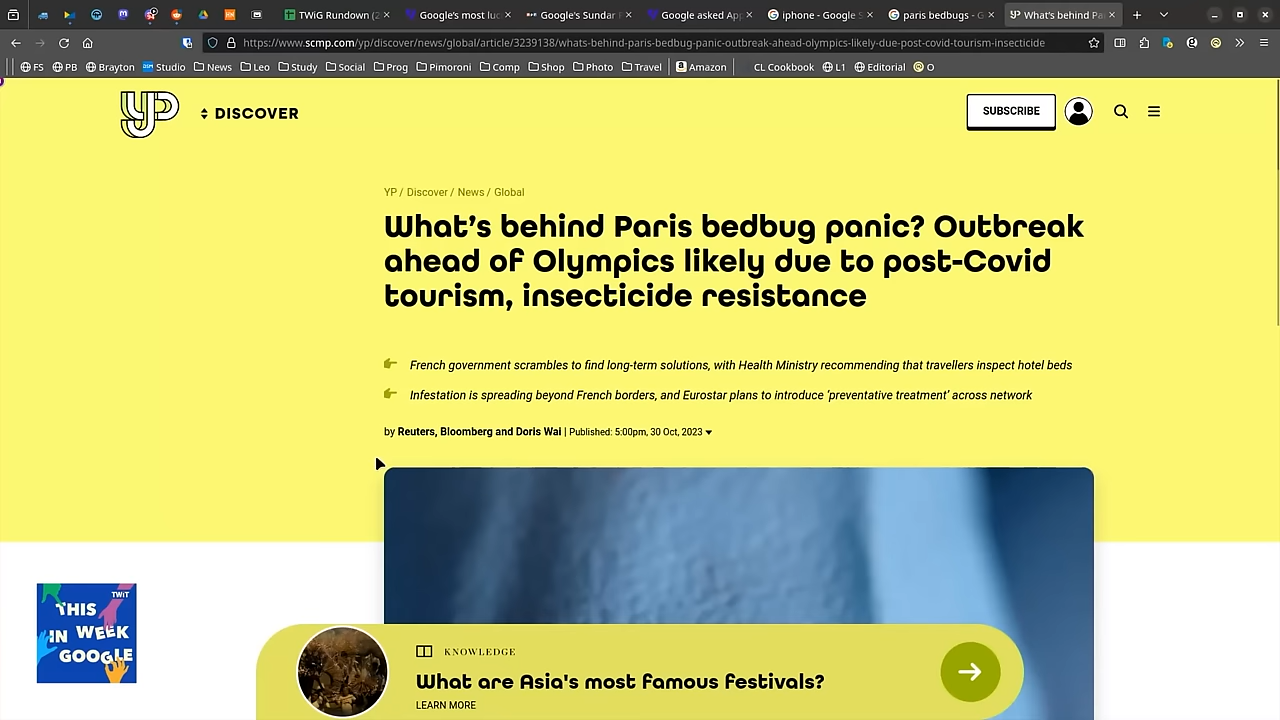 TWiG Rundown (2
Google's most luc
Google's Sundar I
Google asked App
iphone - Google S
paris bedbugs - G
What's behind Pa
https://www.scmp.com/yp/discover/news/global/article/3239138/whats-behind-paris-bedbug-panic-outbreak-ahead-olympics-likely-due-post-covid-tourism-insecticide
FS PB Brayton Studio News Leo Study Social Prog Pimoroni Comp Shop Photo Travel Amazon CL Cookbook L1 Editorial O
YP DISCOVER
SUBSCRIBE
YP / Discover / News / Global
What's behind Paris bedbug panic? Outbreak
ahead of Olympics likely due to post-Covid
tourism, insecticide resistance
French government scrambles to find long-term solutions, with Health Ministry recommending that travellers inspect hotel beds
Infestation is spreading beyond French borders, and Eurostar plans to introduce 'preventative treatment' across network
by Reuters, Bloomberg and Doris Wai | Published: 5:00pm, 30 Oct, 2023
TWiT
THIS
IN WEEK
GOOGLE
KNOWLEDGE
What are Asia's most famous festivals?
LEARN MORE